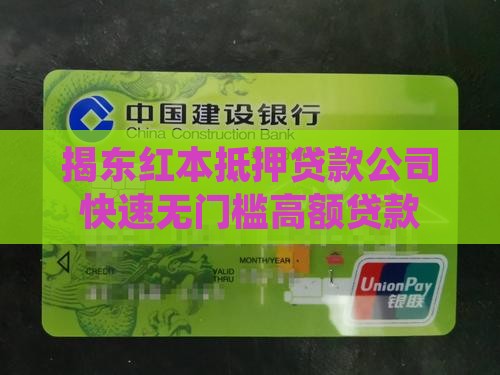 中国建设银行
China Construction Bank
揭东红本抵押贷款公司
快速无门槛高额贷款
MONTH/YEAR
CREDIT
VALID
THRU
UnionPay
银联